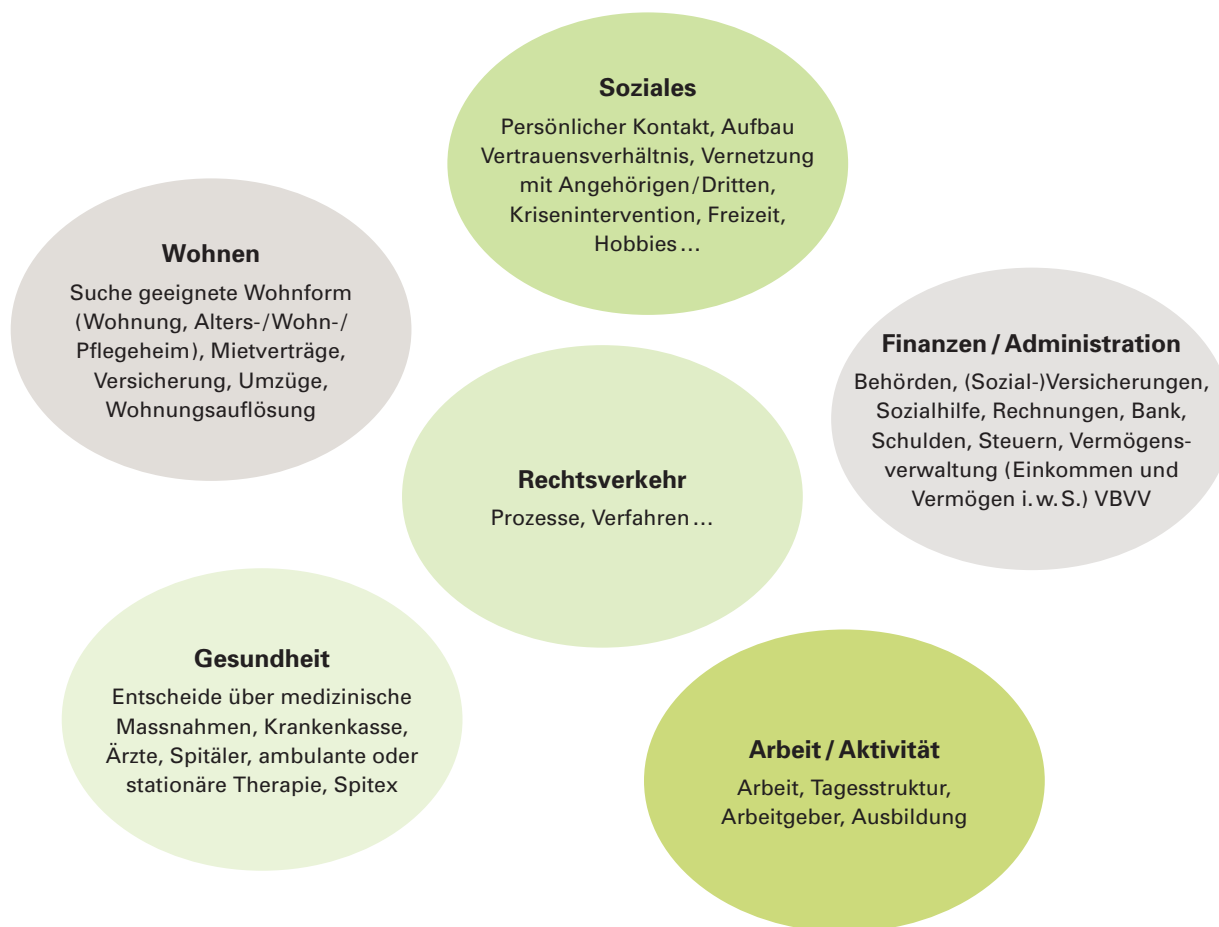 Soziales
Persönlicher Kontakt, Aufbau
Vertrauensverhältnis, Vernetzung
mit Angehörigen/Dritten,
Krisenintervention, Freizeit,
Hobbies…
Wohnen
Suche geeignete Wohnform
(Wohnung, Alters-/Wohn-/
Pflegeheim), Mietverträge,
Versicherung, Umzüge,
Wohnungsauflösung
Finanzen / Administration
Behörden, (Sozial-)Versicherungen,
Sozialhilfe, Rechnungen, Bank,
Schulden, Steuern, Vermögens-
verwaltung (Einkommen und
Vermögen i.w.S.) VBVV
Rechtsverkehr
Prozesse, Verfahren…
Gesundheit
Entscheide über medizinische
Massnahmen, Krankenkasse,
Ärzte, Spitäler, ambulante oder
stationäre Therapie, Spitex
Arbeit / Aktivität
Arbeit, Tagesstruktur,
Arbeitgeber, Ausbildung